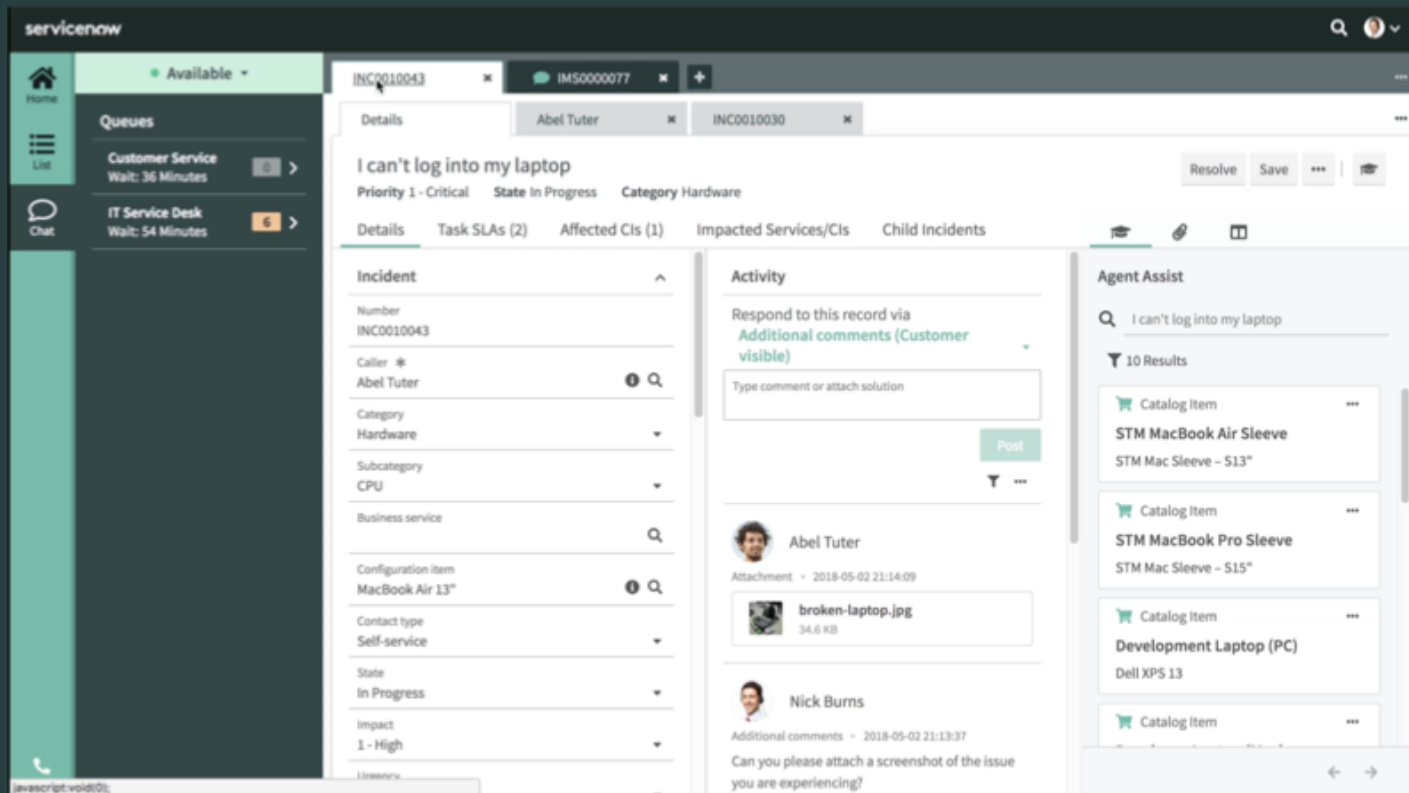 servicenow
Home
List
Chat
Available
Queues
Customer Service
Wait: 36 Minutes
0
IT Service Desk
Wait: 54 Minutes
6
INC0010043
IMS0000077
Details
Abel Tuter
INC0010030
I can't log into my laptop
Priority 1 - Critical State In Progress Category Hardware
Resolve
Save
Details Task SLAs (2) Affected CIs (1) Impacted Services/CIs Child Incidents
Incident
Number
INC0010043
Caller
Abel Tuter
Category
Hardware
Subcategory
CPU
Business service
Configuration item
MacBook Air 13"
Contact type
Self-service
State
In Progress
Impact
1 - High
Urgency
Activity
Respond to this record via
Additional comments (Customer
visible)
Type comment or attach solution
Post
Abel Tuter
Attachment • 2018-05-02 21:14:09
broken-laptop.jpg
34.6 KB
Nick Burns
Additional comments • 2018-05-02 21:13:37
Can you please attach a screenshot of the issue
you are experiencing?
Agent Assist
I can't log into my laptop
10 Results
Catalog Item
STM MacBook Air Sleeve
STM Mac Sleeve – S13"
Catalog Item
STM MacBook Pro Sleeve
STM Mac Sleeve – S15"
Catalog Item
Development Laptop (PC)
Dell XPS 13
Catalog Item
javascript:void(0);